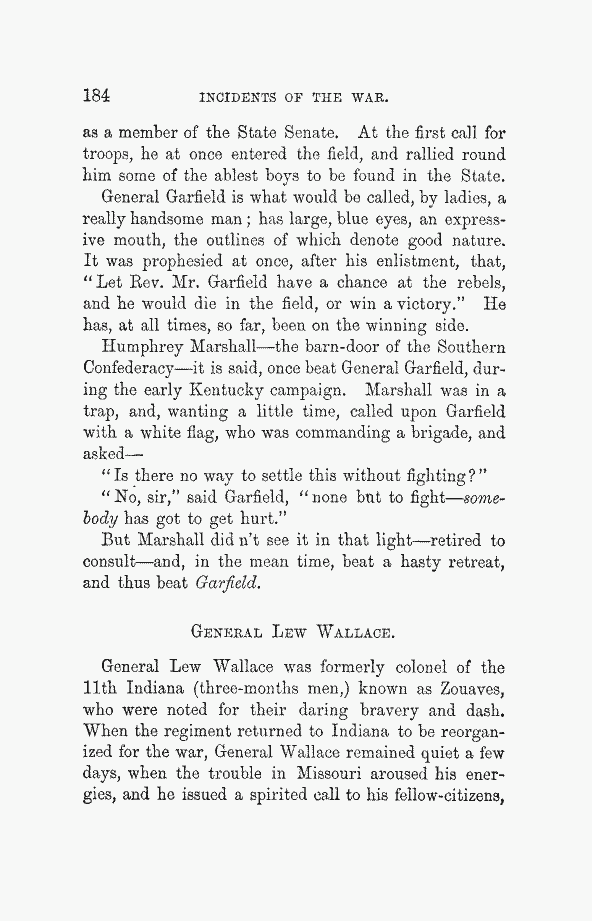 184 INCIDENTS OF THE WAR.
as a member of the State Senate. At the first call for
troops, he at once entered the field, and rallied round
him some of the ablest boys to be found in the State.
General Garfield is what would be called, by ladies, a
really handsome man; has large, blue eyes, an express-
ive mouth, the outlines of which denote good nature.
It was prophesied at once, after his enlistment, that,
"Let Rev. Mr. Garfield have a chance at the rebels,
and he would die in the field, or win a victory." He
has, at all times, so far, been on the winning side.
Humphrey Marshall—the barn-door of the Southern
Confederacy—it is said, once beat General Garfield, dur-
ing the early Kentucky campaign. Marshall was in a
trap, and, wanting a little time, called upon Garfield
with a white flag, who was commanding a brigade, and
asked—
"Is there no way to settle this without fighting?"
"No, sir," said Garfield, "none but to fight—some-
body has got to get hurt."
But Marshall did n't see it in that light—retired to
consult—and, in the mean time, beat a hasty retreat,
and thus beat Garfield.
GENERAL LEW WALLACE.
General Lew Wallace was formerly colonel of the
11th Indiana (three-months men,) known as Zouaves,
who were noted for their daring bravery and dash.
When the regiment returned to Indiana to be reorgan-
ized for the war, General Wallace remained quiet a few
days, when the trouble in Missouri aroused his ener-
gies, and he issued a spirited call to his fellow-citizens,